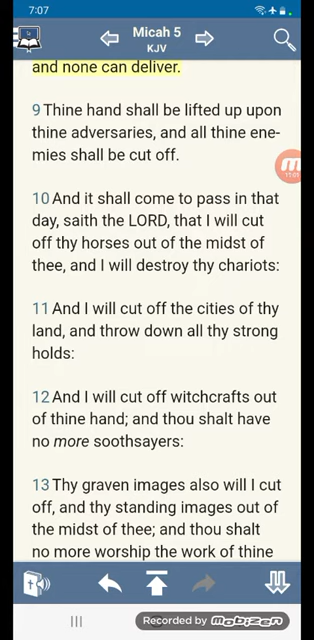 7:07
Micah 5
KJV
and none can deliver.
9 Thine hand shall be lifted up upon
thine adversaries, and all thine ene-
mies shall be cut off.
10 And it shall come to pass in that
day, saith the LORD, that I will cut
off thy horses out of the midst of
thee, and I will destroy thy chariots:
11 And I will cut off the cities of thy
land, and throw down all thy strong
holds:
12 And I will cut off witchcrafts out
of thine hand; and thou shalt have
no more soothsayers:
13 Thy graven images also will I cut
off, and thy standing images out of
the midst of thee; and thou shalt
no more worship the work of thine
Recorded by mobizen